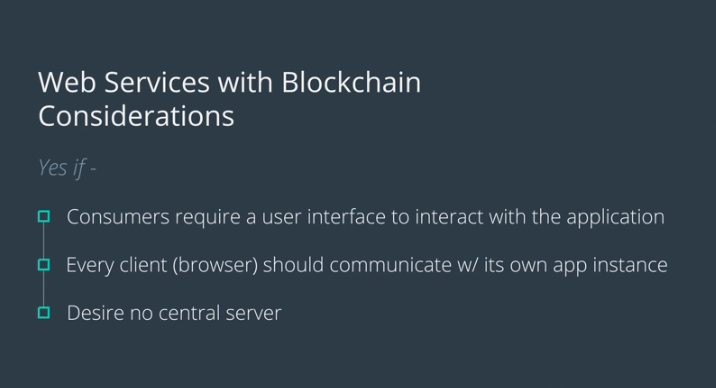 Web Services with Blockchain
Considerations
Yes if -
Consumers require a user interface to interact with the application
Every client (browser) should communicate w/ its own app instance
Desire no central server